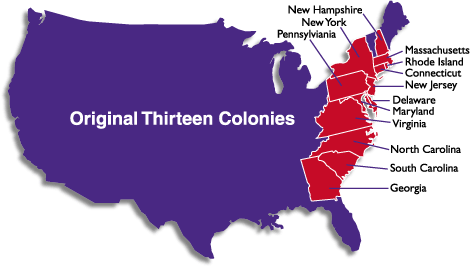 New Hampshire
New York
Pennsylviania
Massachusetts
Rhode Island
Connecticut
New Jersey
Delaware
Maryland
Virginia
Original Thirteen Colonies
North Carolina
South Carolina
Georgia